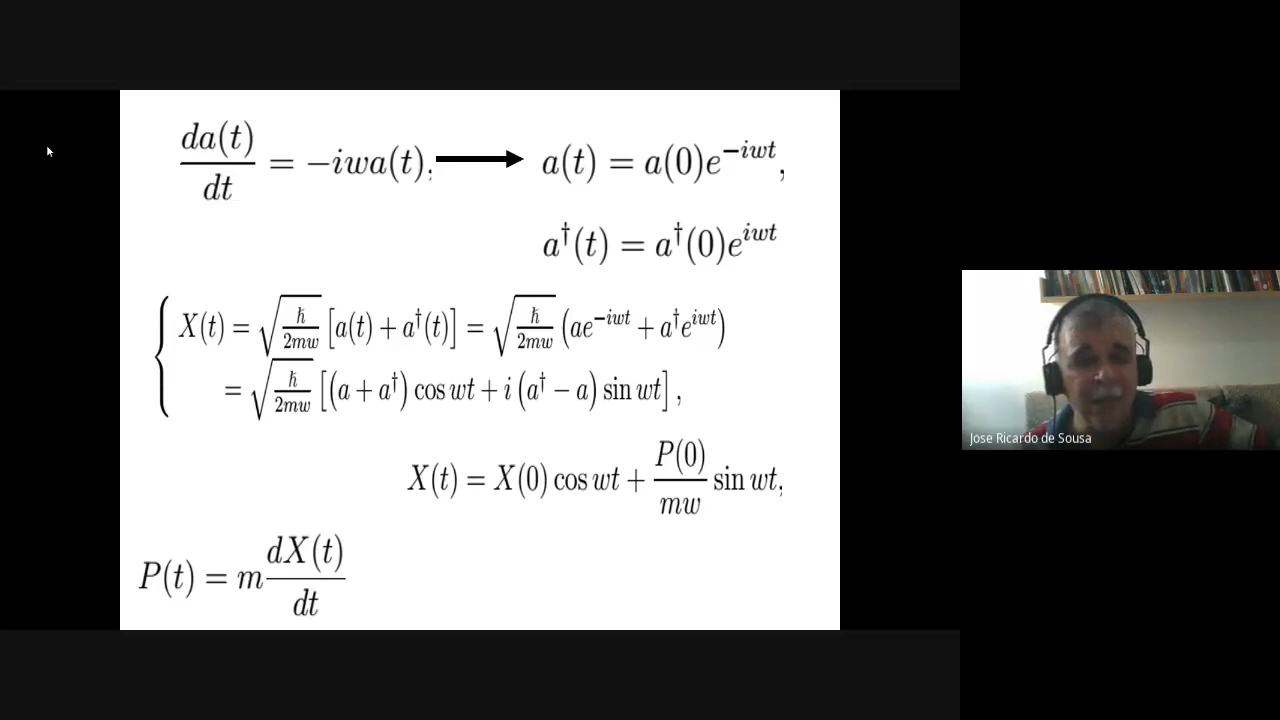 da(t)/dt = −iwa(t), → a(t) = a(0)e^{−iwt},
a†(t) = a†(0)e^{iwt}
X(t) = √(ħ/2mw) [a(t) + a†(t)] = √(ħ/2mw) (ae^{−iwt} + a†e^{iwt})
= √(ħ/2mw) [(a + a†) cos wt + i (a† − a) sin wt] ,
X(t) = X(0) cos wt + P(0)/mw sin wt,
P(t) = m dX(t)/dt
Jose Ricardo de Sousa